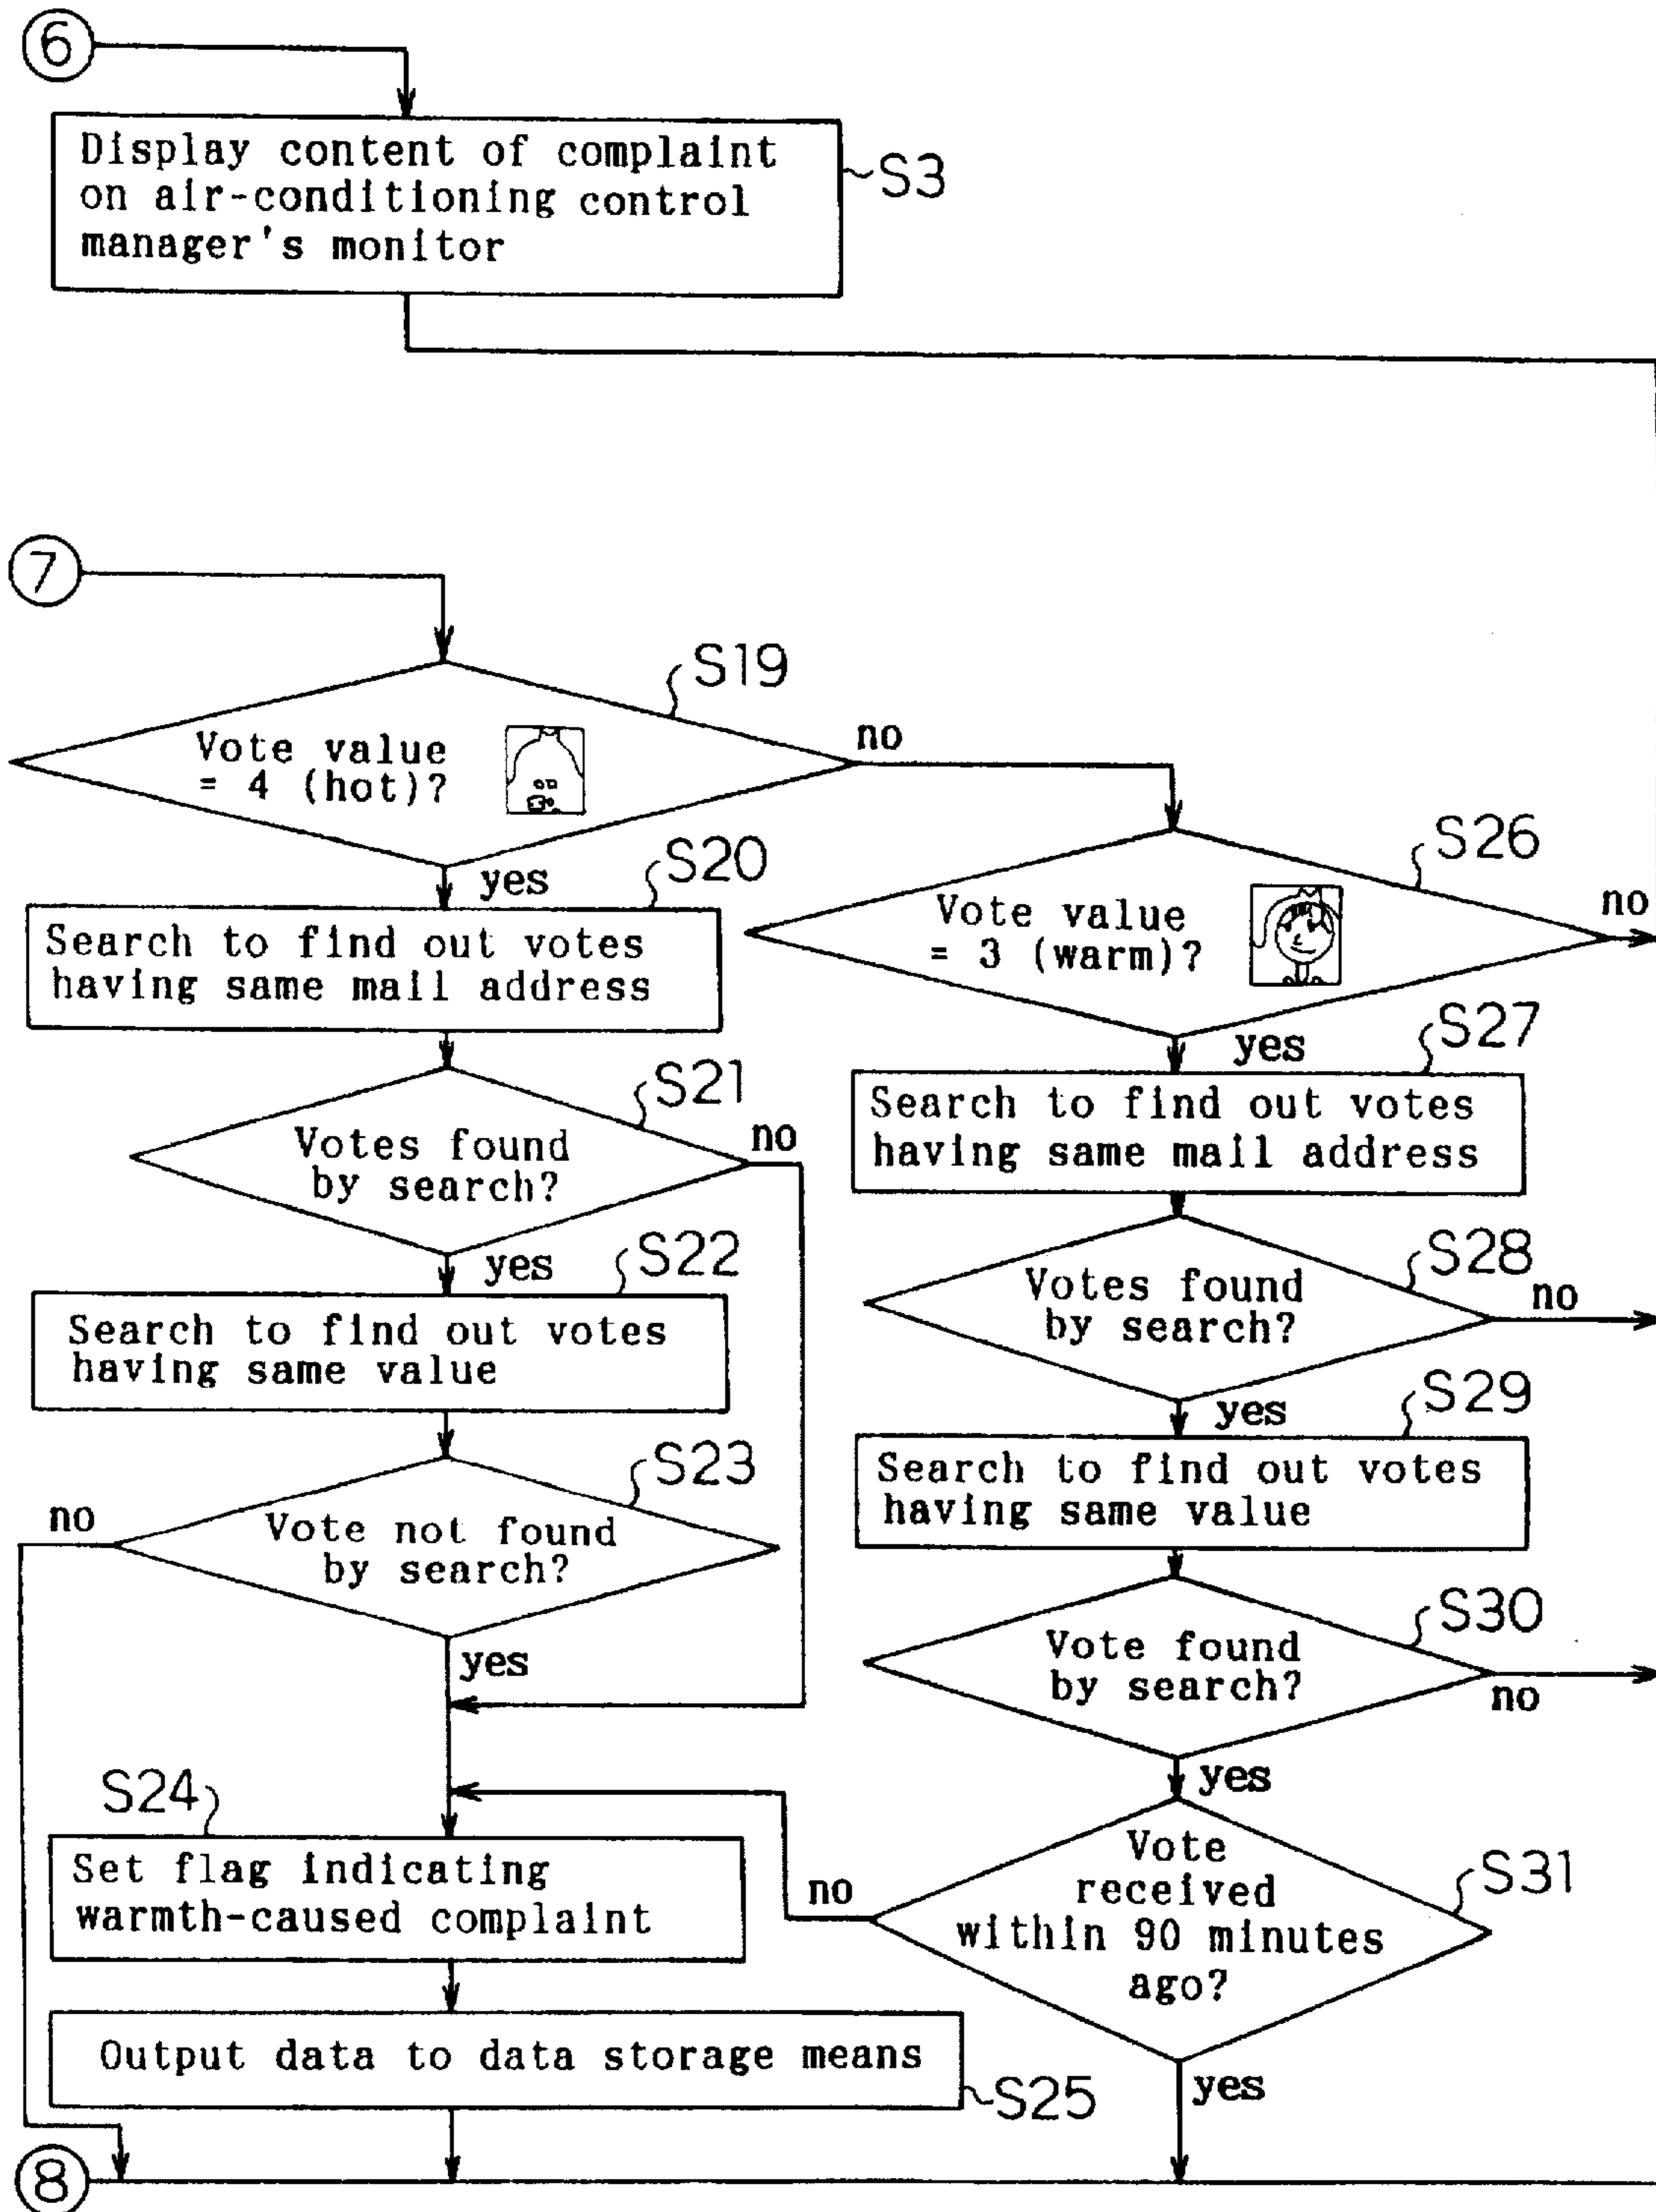 6
Display content of complaint
on air-conditioning control
manager's monitor
S3
7
S19
Vote value
= 4 (hot)?
no
yes
S20
Search to find out votes
having same mail address
S21
Votes found
by search?
no
yes
S22
Search to find out votes
having same value
S23
no
Vote not found
by search?
yes
S24
Set flag indicating
warmth-caused complaint
Output data to data storage means
S25
S26
Vote value
= 3 (warm)?
no
yes
S27
Search to find out votes
having same mail address
S28
Votes found
by search?
no
yes
S29
Search to find out votes
having same value
S30
Vote found
by search?
no
yes
S31
Vote
received
within 90 minutes
ago?
no
yes
8